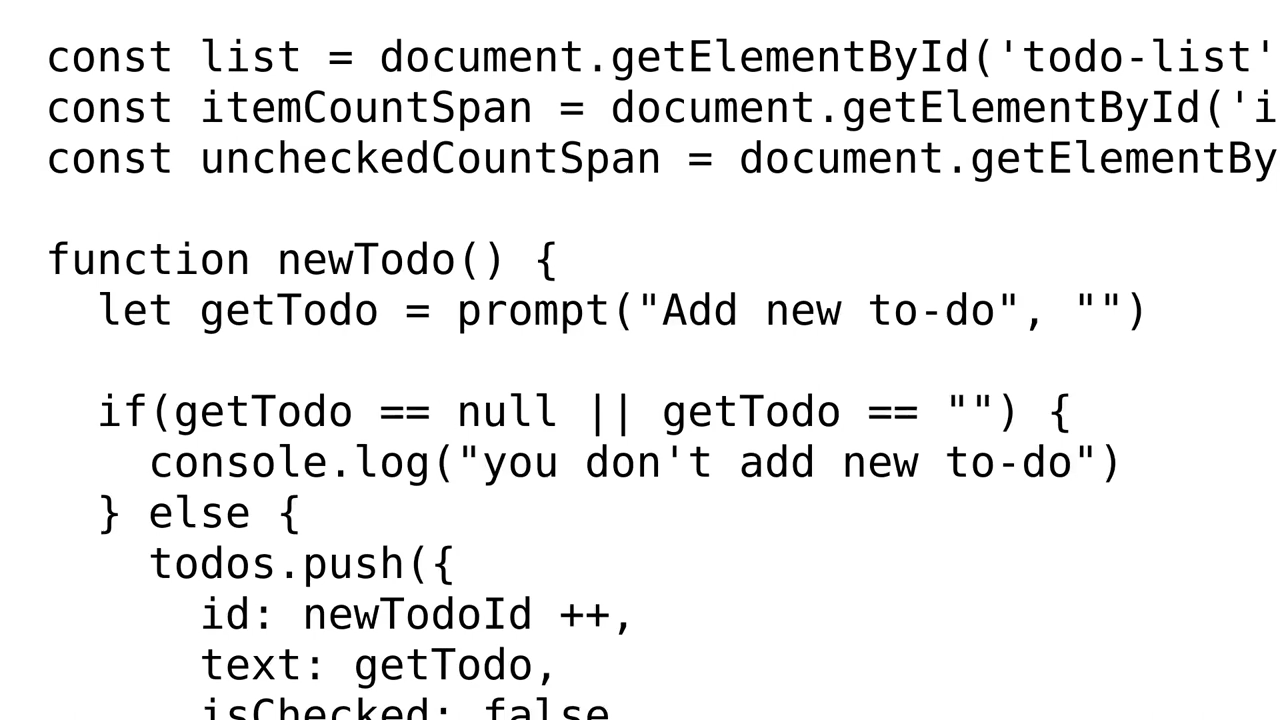 const list = document.getElementById('todo-list'
const itemCountSpan = document.getElementById('i
const uncheckedCountSpan = document.getElementBy
function newTodo() {
let getTodo = prompt("Add new to-do", "")
if(getTodo == null || getTodo == "") {
console.log("you don't add new to-do")
} else {
todos.push({
id: newTodoId ++,
text: getTodo,
isChecked: false